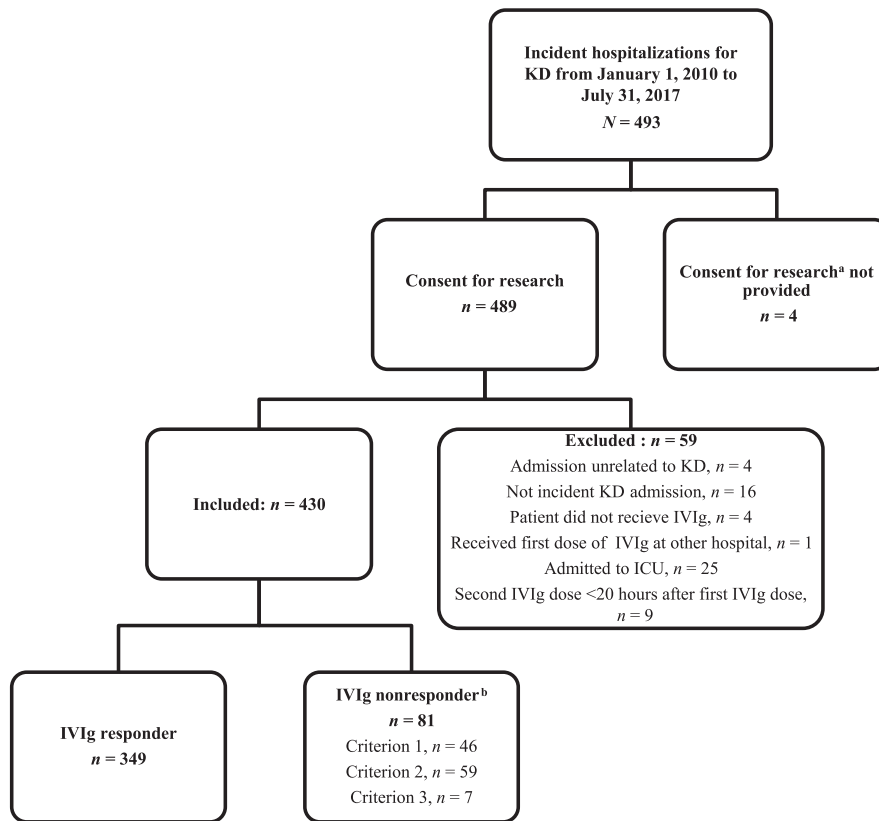 Incident hospitalizations for
KD from January 1, 2010 to
July 31, 2017
N = 493
Consent for research
n = 489
Consent for researchᵃ not
provided
n = 4
Included: n = 430
Excluded : n = 59
Admission unrelated to KD, n = 4
Not incident KD admission, n = 16
Patient did not recieve IVIg, n = 4
Received first dose of IVIg at other hospital, n = 1
Admitted to ICU, n = 25
Second IVIg dose <20 hours after first IVIg dose,
n = 9
IVIg responder
n = 349
IVIg nonresponderᵇ
n = 81
Criterion 1, n = 46
Criterion 2, n = 59
Criterion 3, n = 7